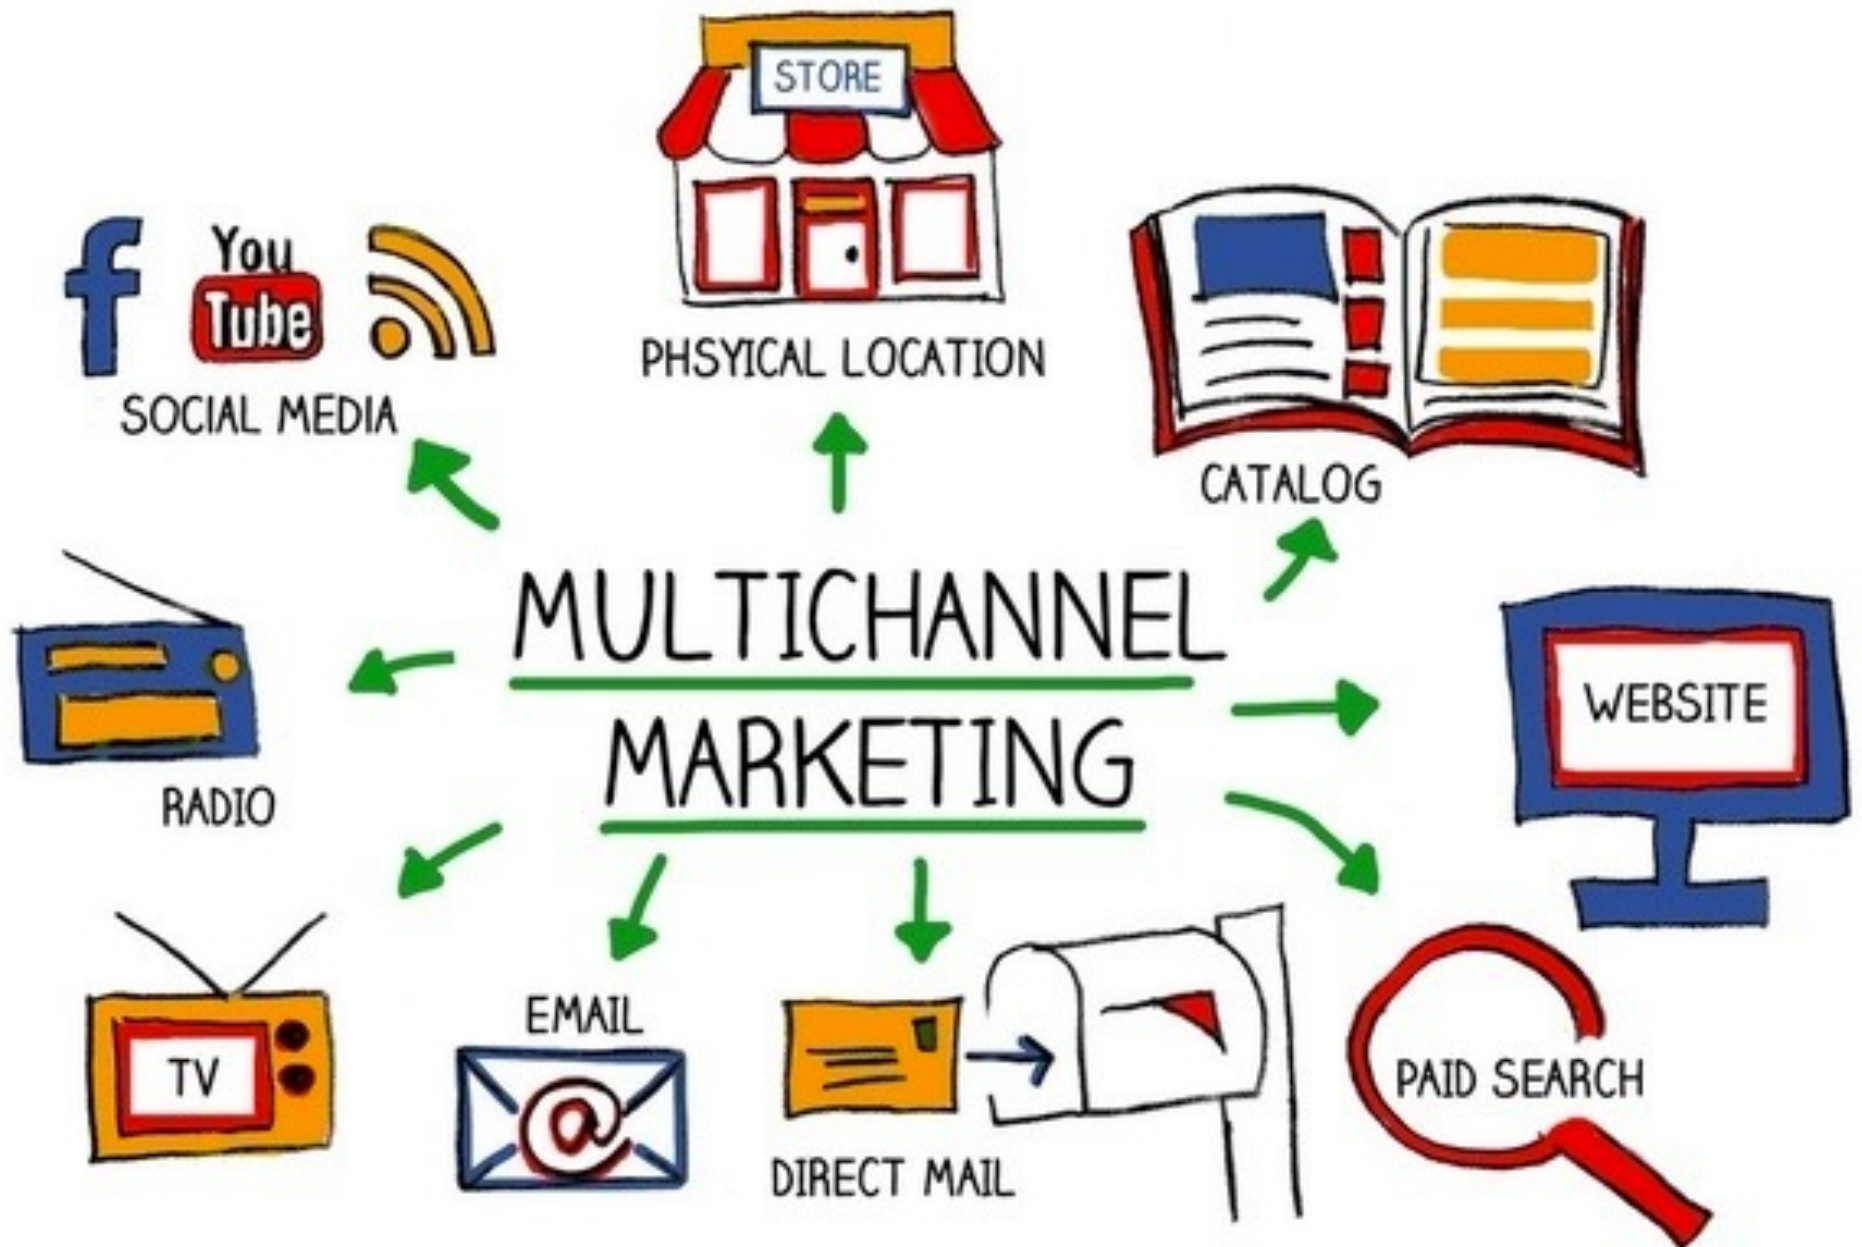 STORE
PHSYICAL LOCATION
f
You
Tube
SOCIAL MEDIA
CATALOG
MULTICHANNEL
MARKETING
RADIO
WEBSITE
TV
EMAIL
@
DIRECT MAIL
PAID SEARCH